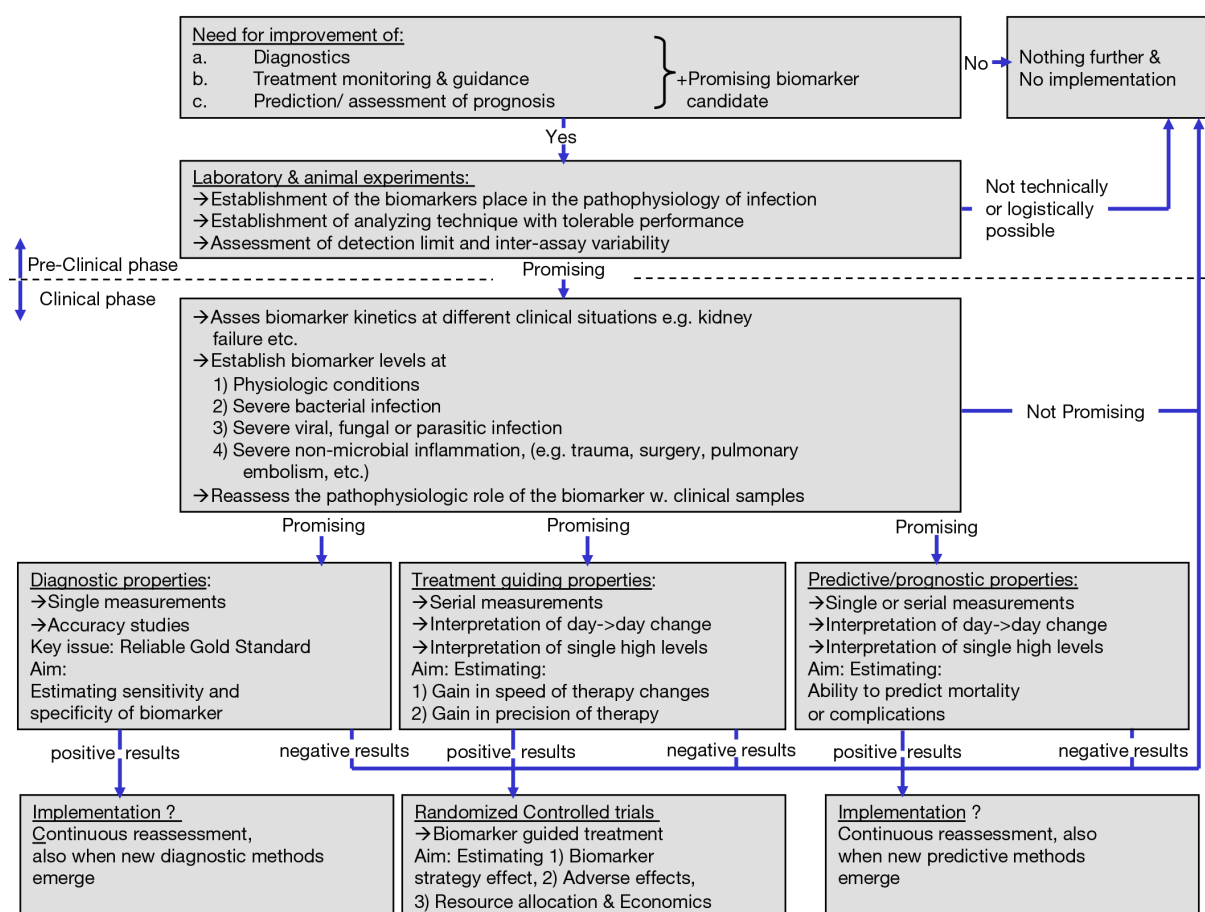 Need for improvement of:
a. Diagnostics
b. Treatment monitoring & guidance
c. Prediction/ assessment of prognosis
+Promising biomarker
candidate
No
Nothing further &
No implementation
Yes
Laboratory & animal experiments:
→Establishment of the biomarkers place in the pathophysiology of infection
→Establishment of analyzing technique with tolerable performance
→Assessment of detection limit and inter-assay variability
Not technically
or logistically
possible
Pre-Clinical phase
Clinical phase
Promising
→Asses biomarker kinetics at different clinical situations e.g. kidney
failure etc.
→Establish biomarker levels at
1) Physiologic conditions
2) Severe bacterial infection
3) Severe viral, fungal or parasitic infection
4) Severe non-microbial inflammation, (e.g. trauma, surgery, pulmonary
embolism, etc.)
→Reassess the pathophysiologic role of the biomarker w. clinical samples
Not Promising
Promising
Promising
Promising
Diagnostic properties:
→Single measurements
→Accuracy studies
Key issue: Reliable Gold Standard
Aim:
Estimating sensitivity and
specificity of biomarker
Treatment guiding properties:
→Serial measurements
→Interpretation of day->day change
→Interpretation of single high levels
Aim: Estimating:
1) Gain in speed of therapy changes
2) Gain in precision of therapy
Predictive/prognostic properties:
→Single or serial measurements
→Interpretation of day->day change
→Interpretation of single high levels
Aim: Estimating:
Ability to predict mortality
or complications
positive results
negative results
positive results
negative results
positive results
negative results
Implementation ?
Continuous reassessment,
also when new diagnostic methods
emerge
Randomized Controlled trials
→Biomarker guided treatment
Aim: Estimating 1) Biomarker
strategy effect, 2) Adverse effects,
3) Resource allocation & Economics
Implementation ?
Continuous reassessment, also
when new predictive methods
emerge